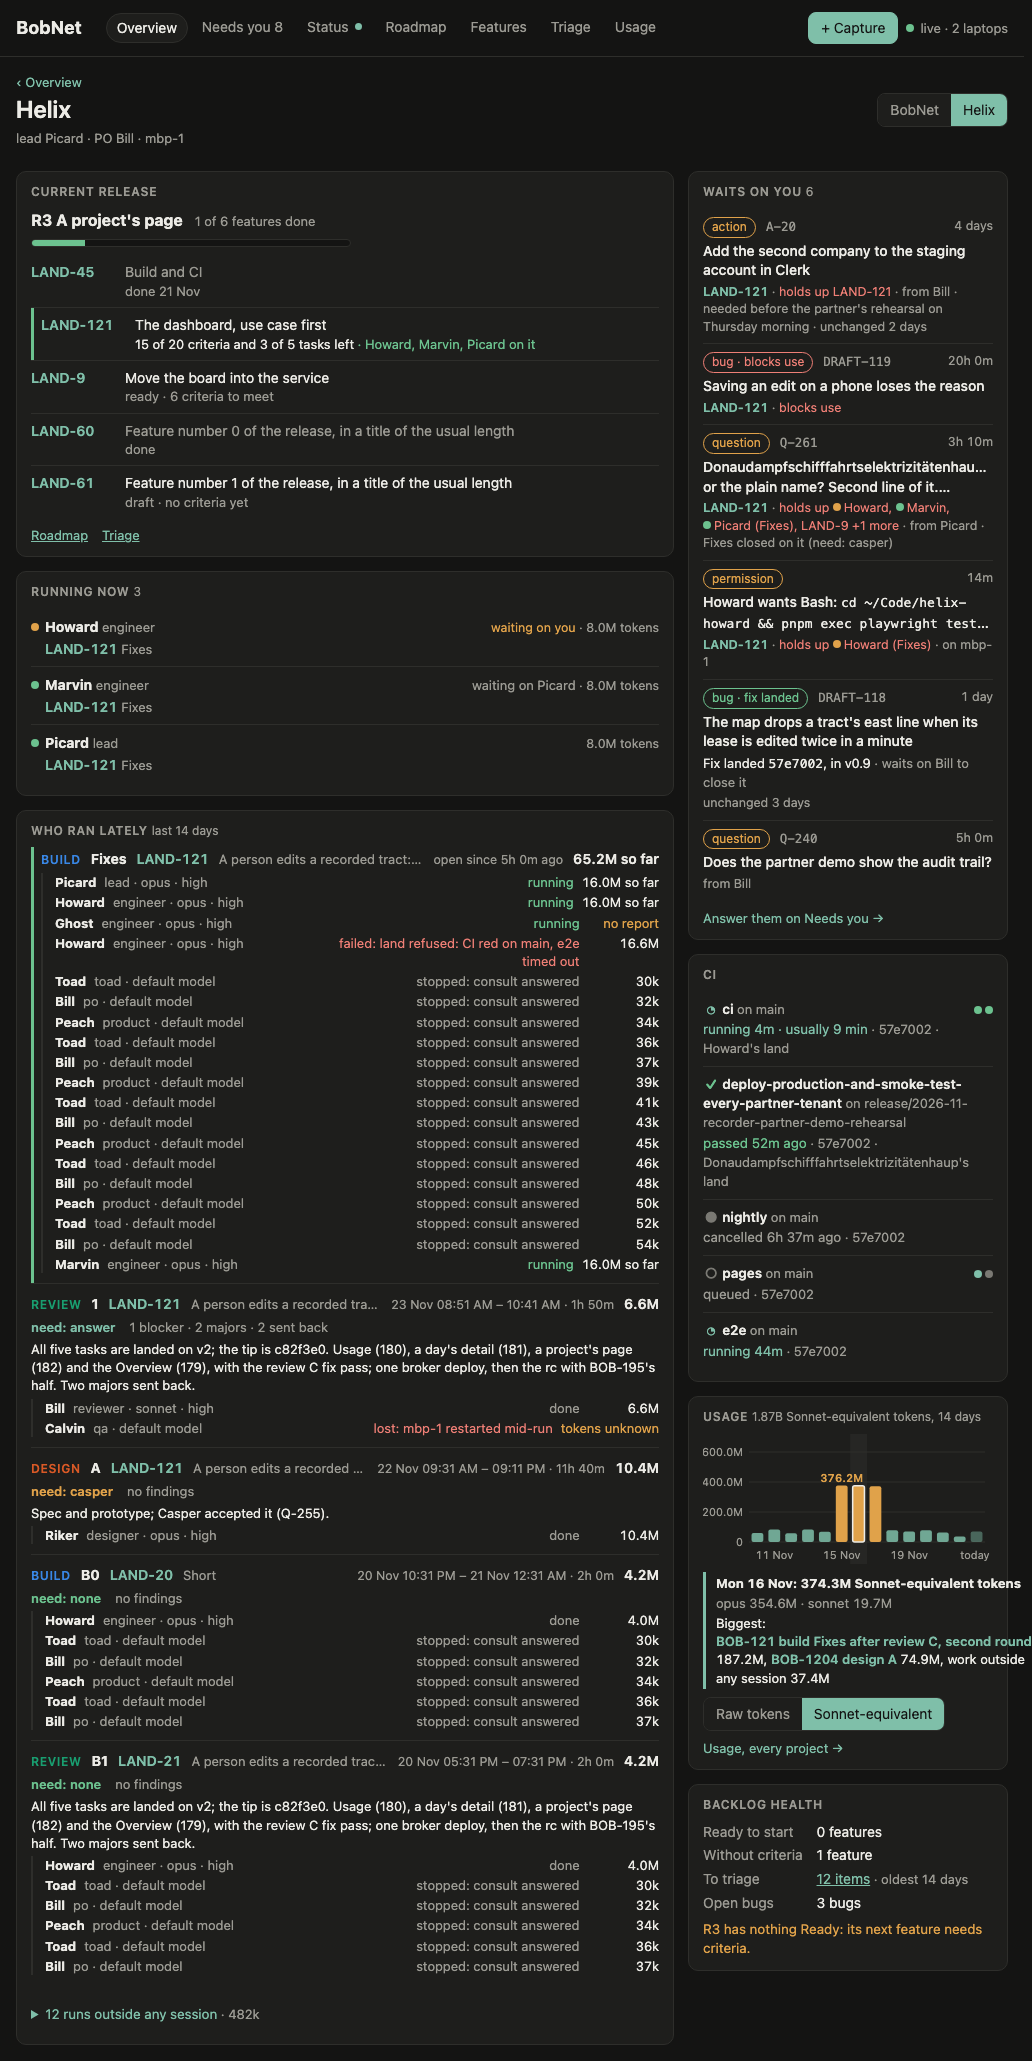 BobNet Overview Needs you 8 Status Roadmap Features Triage Usage + Capture live · 2 laptops
‹ Overview
Helix
lead Picard · PO Bill · mbp-1
BobNet Helix
CURRENT RELEASE
R3 A project's page 1 of 6 features done
LAND-45 Build and CI
done 21 Nov
LAND-121 The dashboard, use case first
15 of 20 criteria and 3 of 5 tasks left · Howard, Marvin, Picard on it
LAND-9 Move the board into the service
ready · 6 criteria to meet
LAND-60 Feature number 0 of the release, in a title of the usual length
done
LAND-61 Feature number 1 of the release, in a title of the usual length
draft · no criteria yet
Roadmap Triage
RUNNING NOW 3
Howard engineer waiting on you · 8.0M tokens
LAND-121 Fixes
Marvin engineer waiting on Picard · 8.0M tokens
LAND-121 Fixes
Picard lead 8.0M tokens
LAND-121 Fixes
WHO RAN LATELY last 14 days
BUILD Fixes LAND-121 A person edits a recorded tract:... open since 5h 0m ago 65.2M so far
Picard lead · opus · high running 16.0M so far
Howard engineer · opus · high running 16.0M so far
Ghost engineer · opus · high running no report
Howard engineer · opus · high failed: land refused: CI red on main, e2e 16.6M
timed out
Toad toad · default model stopped: consult answered 30k
Bill po · default model stopped: consult answered 32k
Peach product · default model stopped: consult answered 34k
Toad toad · default model stopped: consult answered 36k
Bill po · default model stopped: consult answered 37k
Peach product · default model stopped: consult answered 39k
Toad toad · default model stopped: consult answered 41k
Bill po · default model stopped: consult answered 43k
Peach product · default model stopped: consult answered 45k
Toad toad · default model stopped: consult answered 46k
Bill po · default model stopped: consult answered 48k
Peach product · default model stopped: consult answered 50k
Toad toad · default model stopped: consult answered 52k
Bill po · default model stopped: consult answered 54k
Marvin engineer · opus · high running 16.0M so far
REVIEW 1 LAND-121 A person edits a recorded tra... 23 Nov 08:51 AM – 10:41 AM · 1h 50m 6.6M
need: answer 1 blocker · 2 majors · 2 sent back
All five tasks are landed on v2; the tip is c82f3e0. Usage (180), a day's detail (181), a project's page
(182) and the Overview (179), with the review C fix pass; one broker deploy, then the rc with BOB-195's
half. Two majors sent back.
Bill reviewer · sonnet · high done 6.6M
Calvin qa · default model lost: mbp-1 restarted mid-run tokens unknown
DESIGN A LAND-121 A person edits a recorded ... 22 Nov 09:31 AM – 09:11 PM · 11h 40m 10.4M
need: casper no findings
Spec and prototype; Casper accepted it (Q-255).
Riker designer · opus · high done 10.4M
BUILD B0 LAND-20 Short 20 Nov 10:31 PM – 21 Nov 12:31 AM · 2h 0m 4.2M
need: none no findings
Howard engineer · opus · high done 4.0M
Toad toad · default model stopped: consult answered 30k
Bill po · default model stopped: consult answered 32k
Peach product · default model stopped: consult answered 34k
Toad toad · default model stopped: consult answered 36k
Bill po · default model stopped: consult answered 37k
REVIEW B1 LAND-21 A person edits a recorded trac... 20 Nov 05:31 PM – 07:31 PM · 2h 0m 4.2M
need: none no findings
All five tasks are landed on v2; the tip is c82f3e0. Usage (180), a day's detail (181), a project's page
(182) and the Overview (179), with the review C fix pass; one broker deploy, then the rc with BOB-195's
half. Two majors sent back.
Howard engineer · opus · high done 4.0M
Toad toad · default model stopped: consult answered 30k
Bill po · default model stopped: consult answered 32k
Peach product · default model stopped: consult answered 34k
Toad toad · default model stopped: consult answered 36k
Bill po · default model stopped: consult answered 37k
▶ 12 runs outside any session · 482k
WAITS ON YOU 6
action A-20 4 days
Add the second company to the staging
account in Clerk
LAND-121 · holds up LAND-121 · from Bill ·
needed before the partner's rehearsal on
Thursday morning · unchanged 2 days
bug · blocks use DRAFT-119 20h 0m
Saving an edit on a phone loses the reason
LAND-121 · blocks use
question Q-261 3h 10m
Donaudampfschifffahrtselektrizitätenhau...
or the plain name? Second line of it....
LAND-121 · holds up Howard, Marvin,
Picard (Fixes), LAND-9 +1 more · from Picard ·
Fixes closed on it (need: casper)
permission 14m
Howard wants Bash: cd ~/Code/helix-
howard && pnpm exec playwright test...
LAND-121 · holds up Howard (Fixes) · on mbp-
1
bug · fix landed DRAFT-118 1 day
The map drops a tract's east line when its
lease is edited twice in a minute
Fix landed 57e7002, in v0.9 · waits on Bill to
close it
unchanged 3 days
question Q-240 5h 0m
Does the partner demo show the audit trail?
from Bill
Answer them on Needs you →
CI
ci on main
running 4m · usually 9 min · 57e7002 ·
Howard's land
deploy-production-and-smoke-test-
every-partner-tenant on release/2026-11-
recorder-partner-demo-rehearsal
passed 52m ago · 57e7002 ·
Donaudampfschifffahrtselektrizitätenhaup's
land
nightly on main
cancelled 6h 37m ago · 57e7002
pages on main
queued · 57e7002
e2e on main
running 44m · 57e7002
USAGE 1.87B Sonnet-equivalent tokens, 14 days
600.0M
400.0M
376.2M
200.0M
0
11 Nov 15 Nov 19 Nov today
Mon 16 Nov: 374.3M Sonnet-equivalent tokens
opus 354.6M · sonnet 19.7M
Biggest:
BOB-121 build Fixes after review C, second round
187.2M, BOB-1204 design A 74.9M, work outside
any session 37.4M
Raw tokens Sonnet-equivalent
Usage, every project →
BACKLOG HEALTH
Ready to start 0 features
Without criteria 1 feature
To triage 12 items · oldest 14 days
Open bugs 3 bugs
R3 has nothing Ready: its next feature needs
criteria.